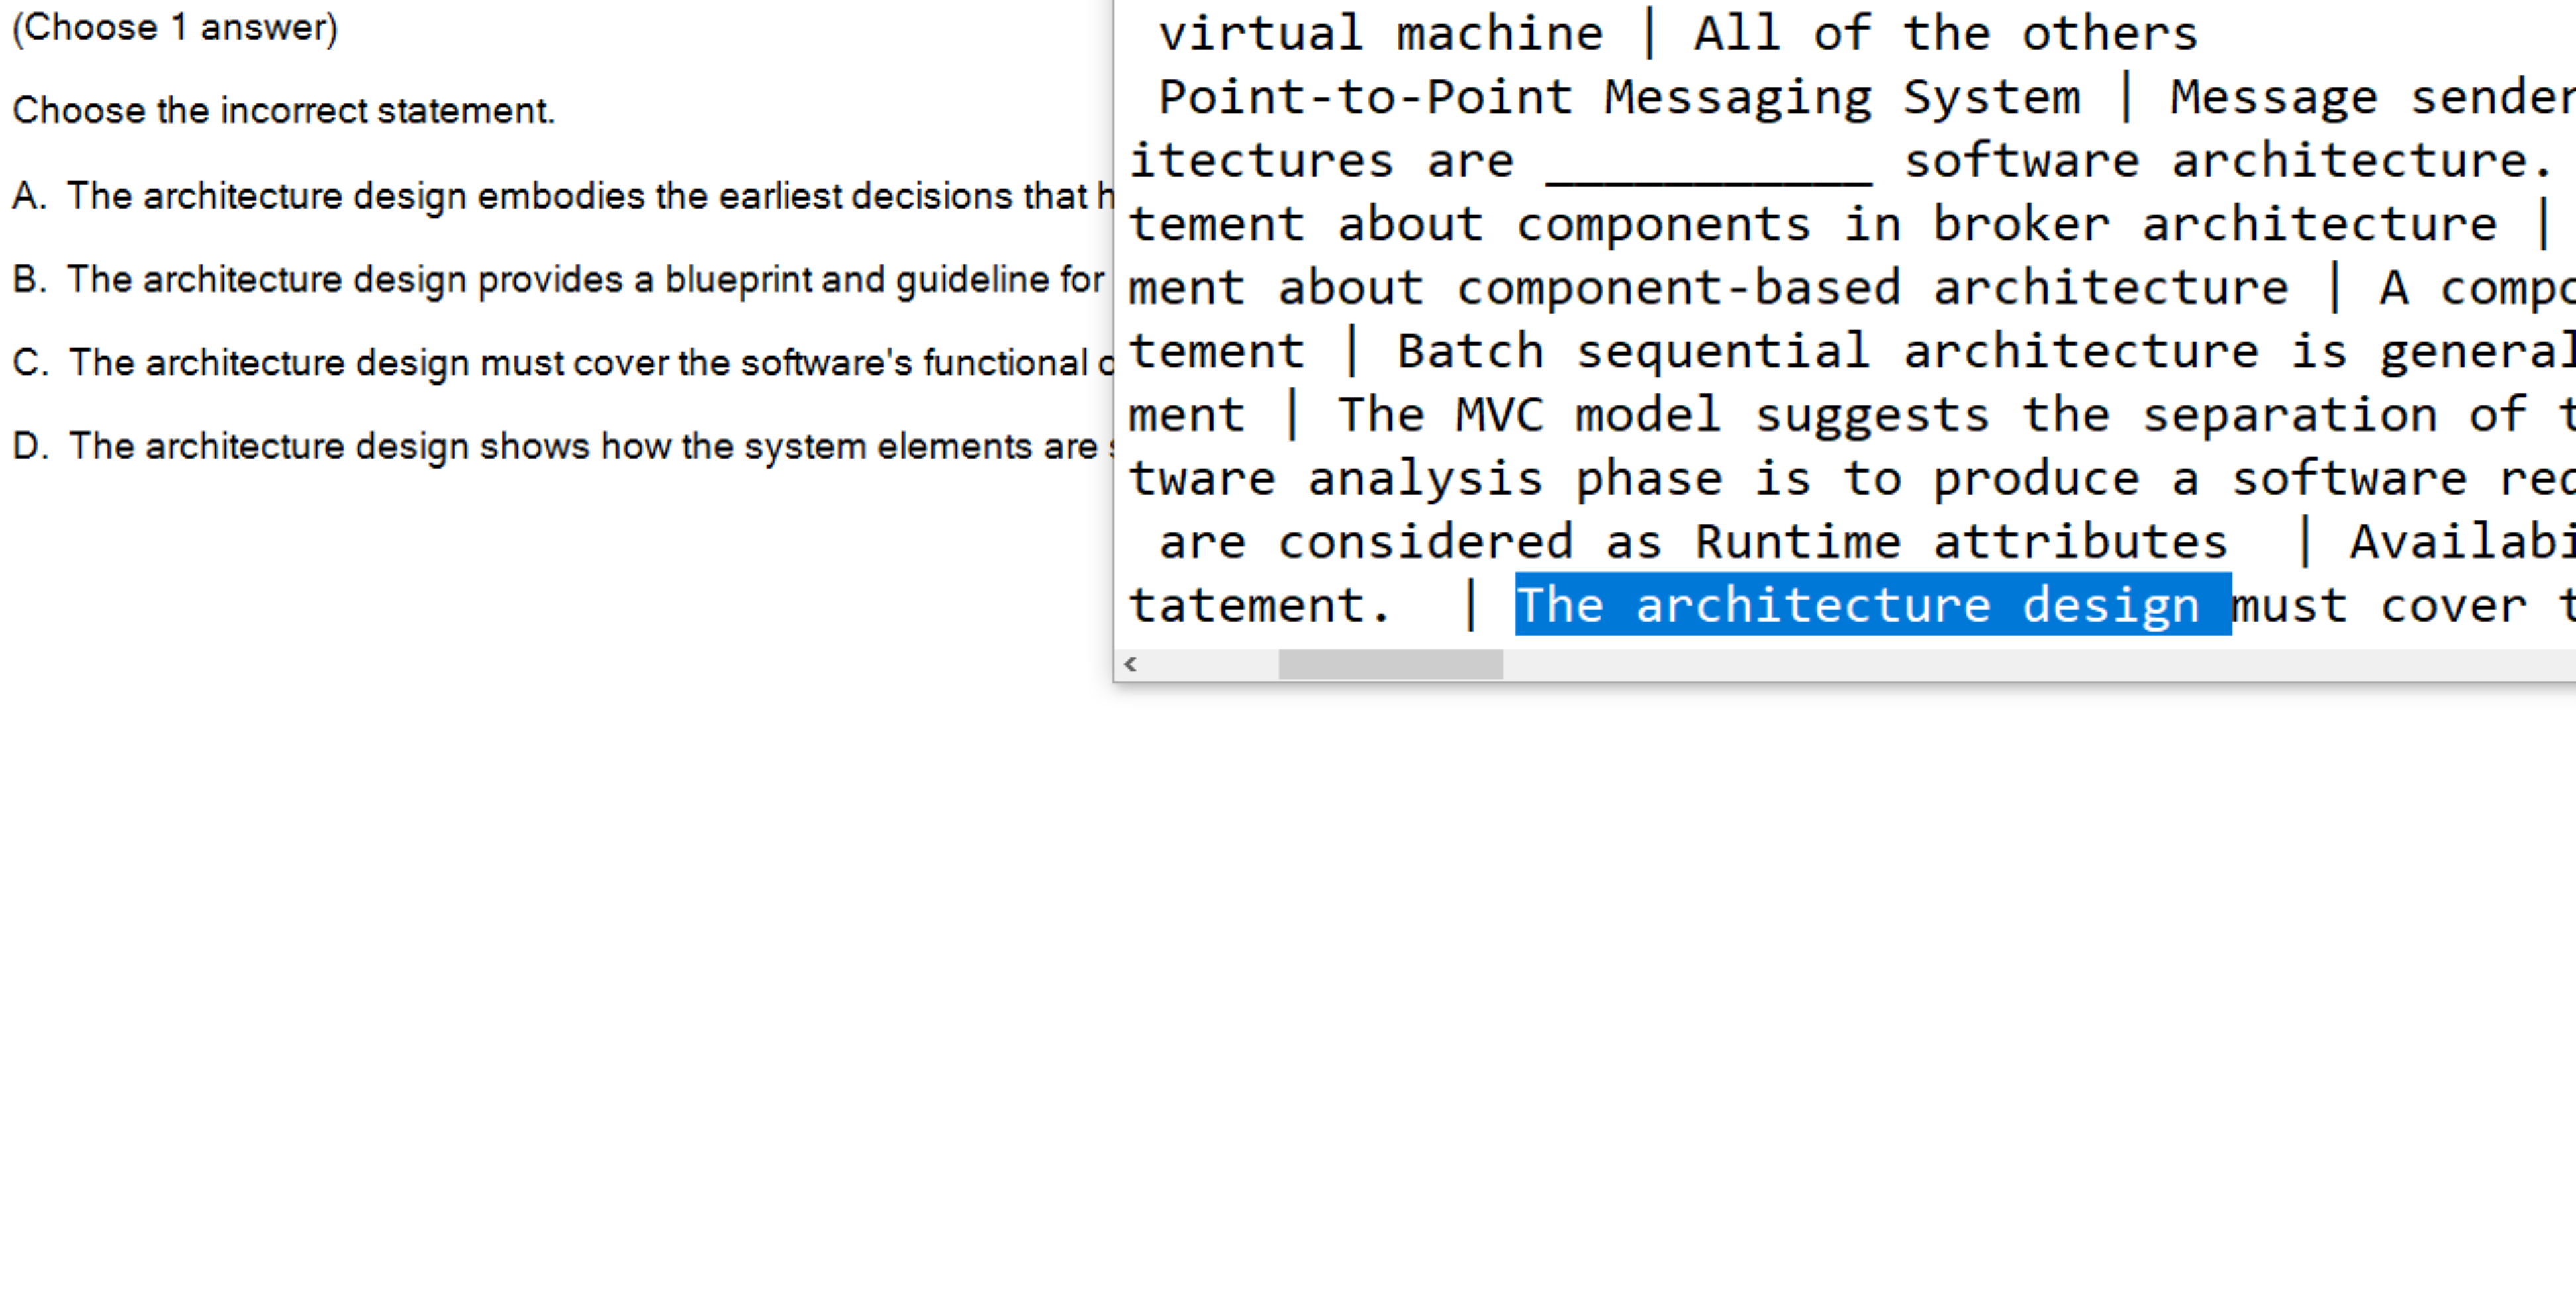 (Choose 1 answer)
Choose the incorrect statement.
A. The architecture design embodies the earliest decisions that
B. The architecture design provides a blueprint and guideline for
C. The architecture design must cover the software's functional
D. The architecture design shows how the system elements are
virtual machine | All of the others
Point-to-Point Messaging System | Message sender
itectures are ___________ software architecture.
tement about components in broker architecture |
ment about component-based architecture | A compo
tement | Batch sequential architecture is general
ment | The MVC model suggests the separation of t
tware analysis phase is to produce a software req
are considered as Runtime attributes | Availabi
tatement. | The architecture design must cover t
<